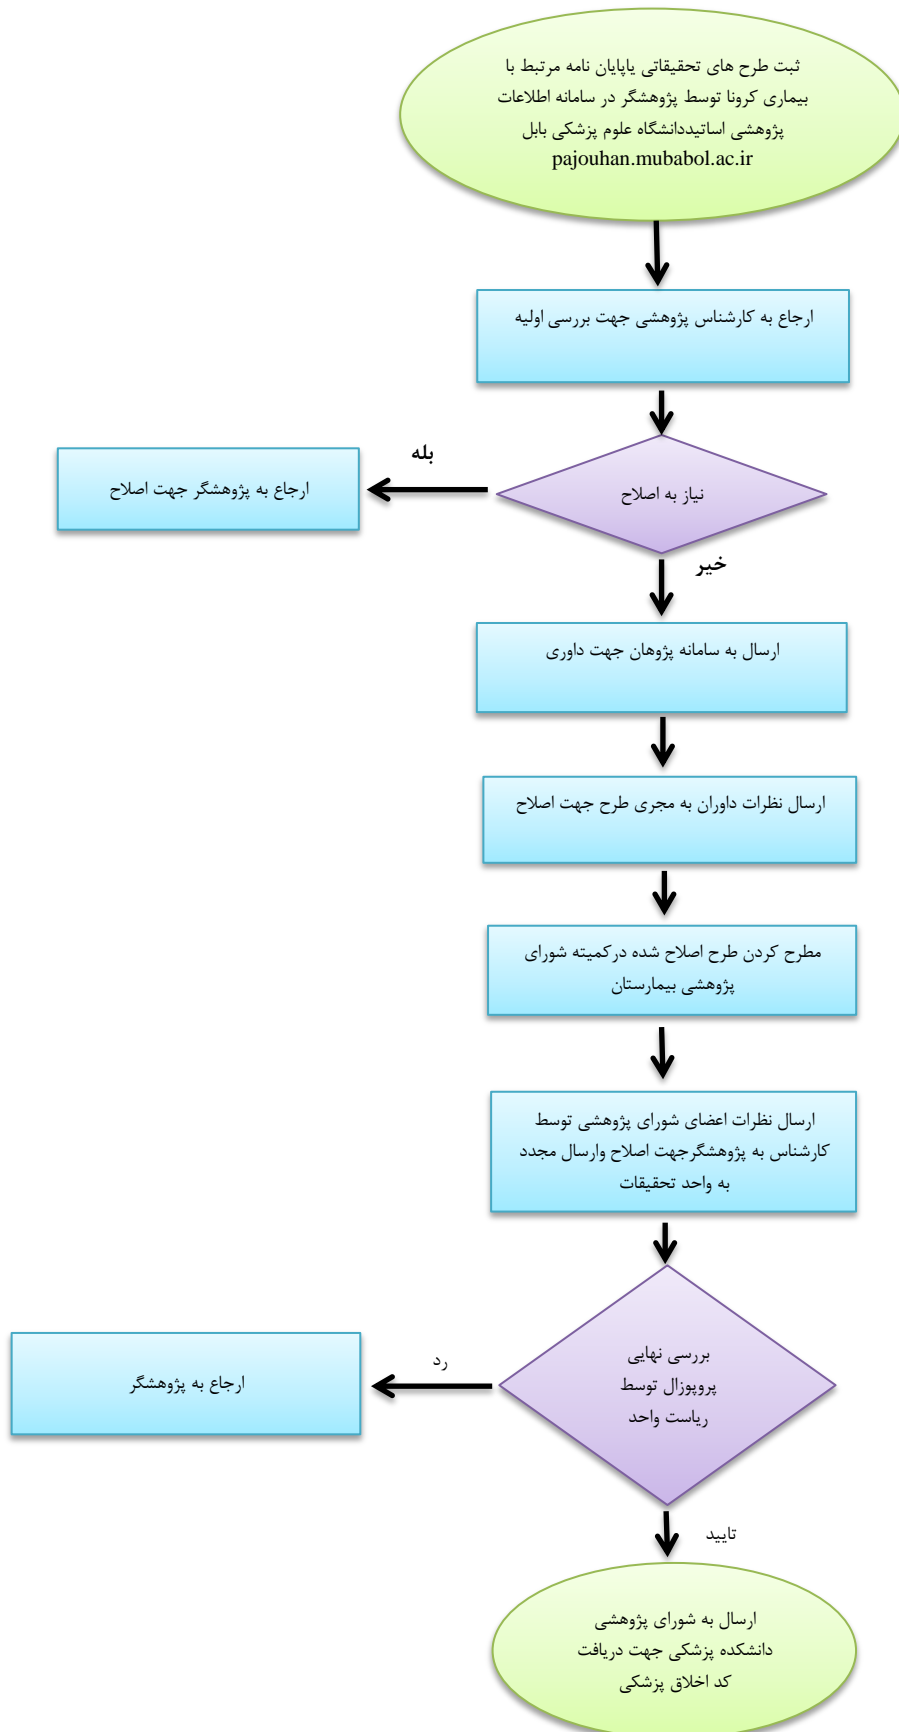 ثبت طرح های تحقیقاتی یاپایان نامه مرتبط با
بیماری کرونا توسط پژوهشگر در سامانه اطلاعات
پژوهشی اساتیددانشگاه علوم پزشکی بابل
pajouhan.mubabol.ac.ir
ارجاع به کارشناس پژوهشی جهت بررسی اولیه
نیاز به اصلاح
بله
ارجاع به پژوهشگر جهت اصلاح
خیر
ارسال به سامانه پژوهان جهت داوری
ارسال نظرات داوران به مجری طرح جهت اصلاح
مطرح کردن طرح اصلاح شده درکمیته شورای
پژوهشی بیمارستان
ارسال نظرات اعضای شورای پژوهشی توسط
کارشناس به پژوهشگرجهت اصلاح وارسال مجدد
به واحد تحقیقات
بررسی نهایی
پروپوزال توسط
ریاست واحد
رد
ارجاع به پژوهشگر
تایید
ارسال به شورای پژوهشی
دانشکده پزشکی جهت دریافت
کد اخلاق پزشکی